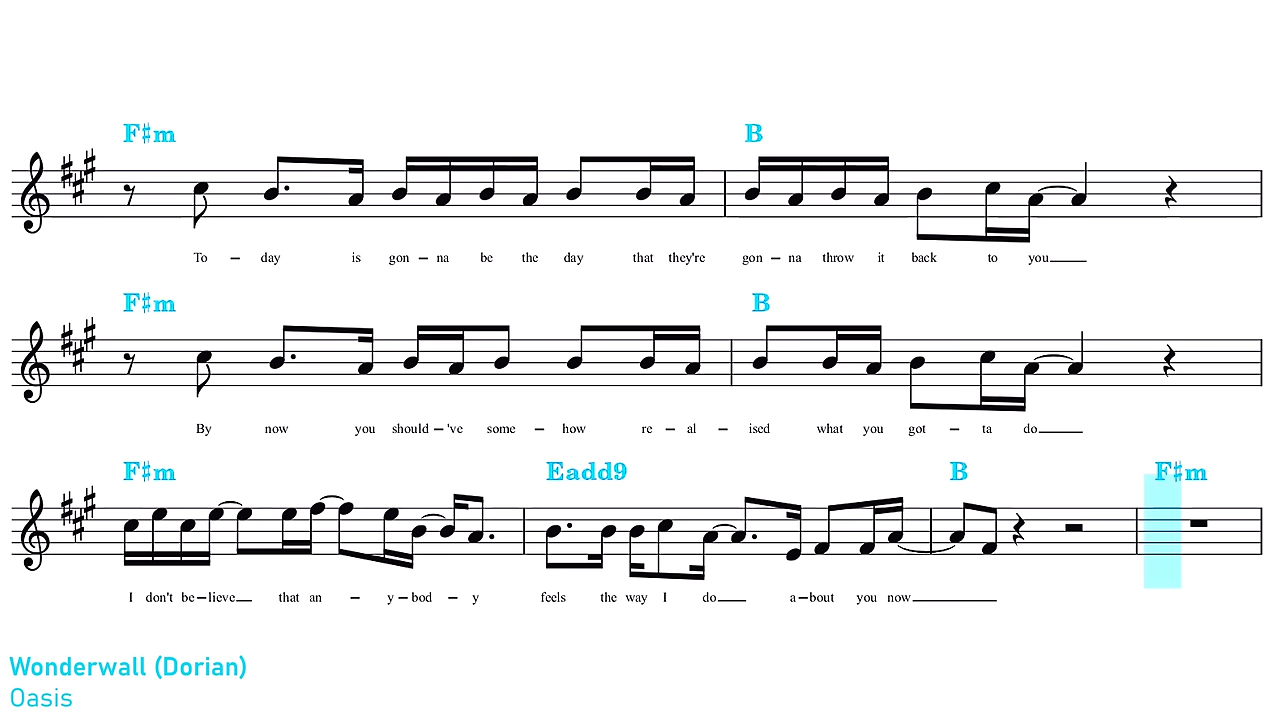 F♯m B
To – day is gon – na be the day that they're gon – na throw it back to you
F♯m B
By now you should – 've some – how re – al – ised what you got – ta do
F♯m Eadd9 B F♯m
I don't be – lieve that an – y – bod – y feels the way I do a – bout you now
Wonderwall (Dorian)
Oasis